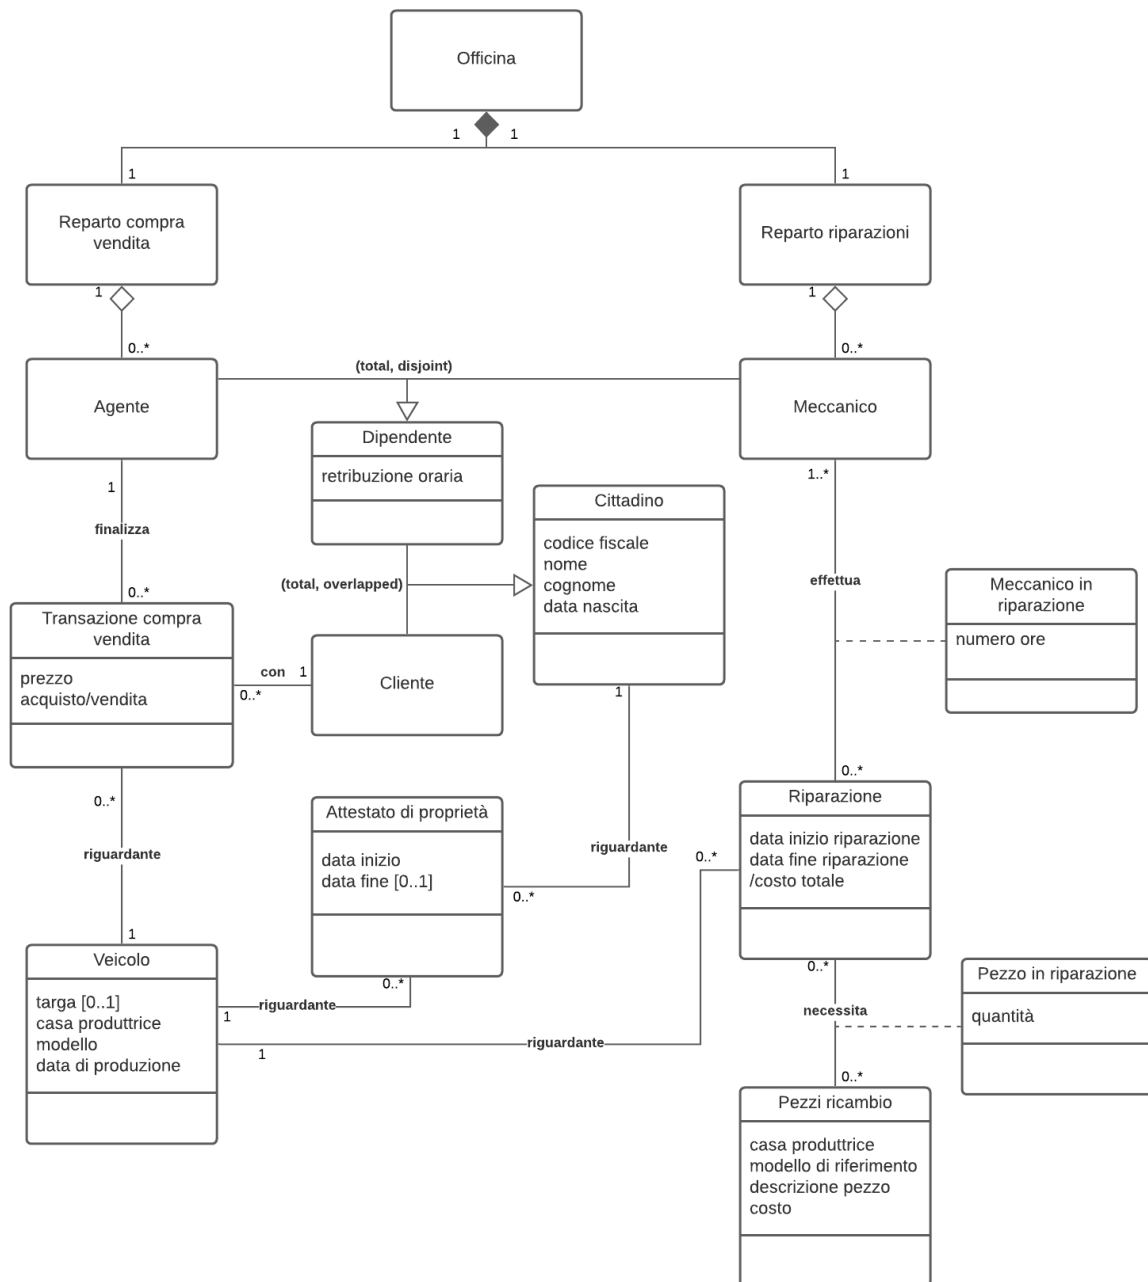 Officina
1
1
1
1
Reparto compra
vendita
Reparto riparazioni
1
1
0..*
0..*
(total, disjoint)
Agente
Meccanico
Dipendente
retribuzione oraria
1..*
1
Cittadino
finalizza
codice fiscale
nome
cognome
data nascita
(total, overlapped)
effettua
Meccanico in
riparazione
numero ore
0..*
Transazione compra
vendita
prezzo
acquisto/vendita
con
1
0..*
Cliente
1
0..*
Riparazione
data inizio riparazione
data fine riparazione
/costo totale
0..*
Attestato di proprietà
data inizio
data fine [0..1]
riguardante
riguardante
0..*
0..*
1
Veicolo
targa [0..1]
casa produttrice
modello
data di produzione
0..*
riguardante
1
riguardante
1
0..*
necessita
Pezzo in riparazione
quantità
0..*
Pezzi ricambio
casa produttrice
modello di riferimento
descrizione pezzo
costo